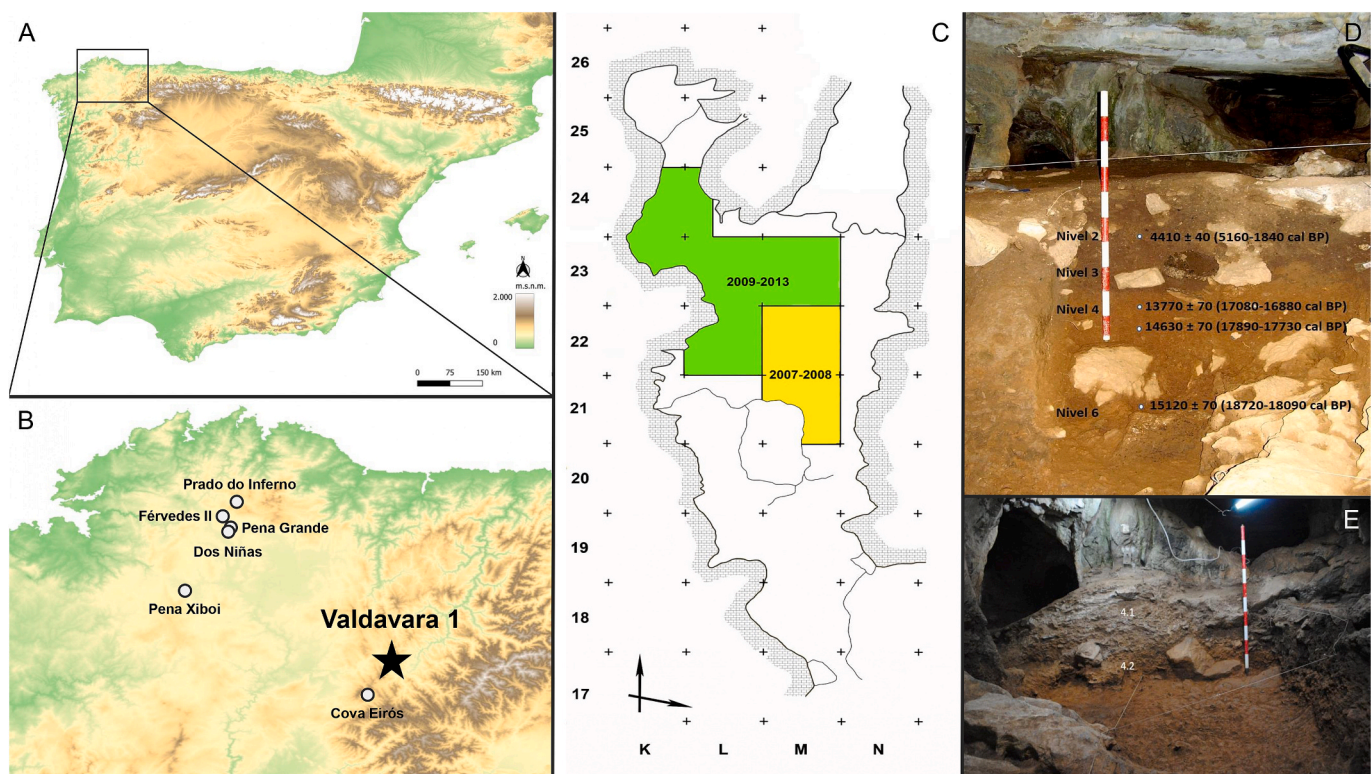 A
N
m.s.n.m.
2.000
0
0 75 150 km
B
Prado do Inferno
Férvedes II
Pena Grande
Dos Niñas
Pena Xiboi
Valdavara 1
Cova Eirós
C
26
25
24
23
22
21
20
19
18
17
2009-2013
2007-2008
K L M N
D
Nivel 2 4410 ± 40 (5160-1840 cal BP)
Nivel 3
Nivel 4 13770 ± 70 (17080-16880 cal BP)
14630 ± 70 (17890-17730 cal BP)
Nivel 6 15120 ± 70 (18720-18090 cal BP)
E
4.1
4.2